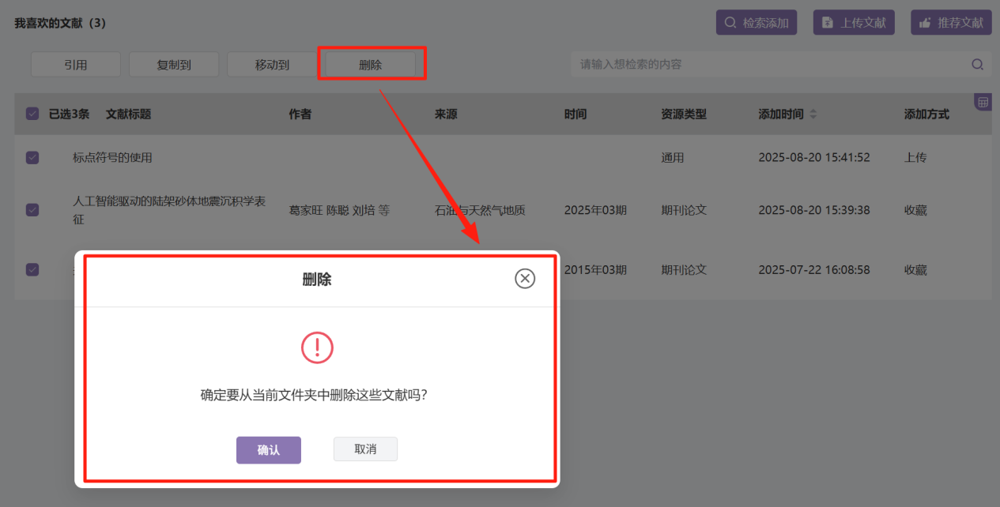 我喜欢的文献（3）
检索添加 上传文献 推荐文献
引用 复制到 移动到 删除 请输入想检索的内容
已选3条 文献标题 作者 来源 时间 资源类型 添加时间 添加方式
标点符号的使用 通用 2025-08-20 15:41:52 上传
人工智能驱动的陆架砂体地震沉积学表
征
葛家旺 陈聪 刘培 等 石油与天然气地质 2025年03期 期刊论文 2025-08-20 15:39:38 收藏
2015年03期 期刊论文 2025-07-22 16:08:58 收藏
删除
确定要从当前文件夹中删除这些文献吗?
确认 取消